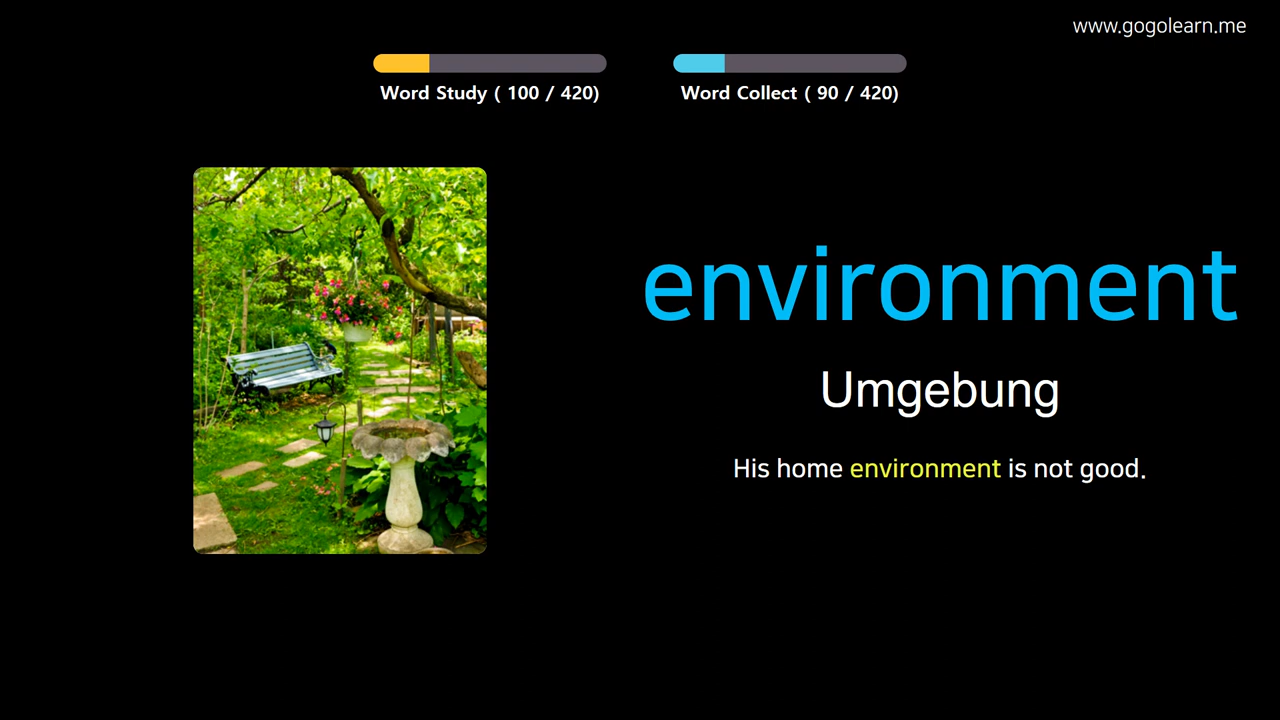 www.gogolearn.me
Word Study ( 100 / 420)
Word Collect ( 90 / 420)
environment
Umgebung
His home environment is not good.